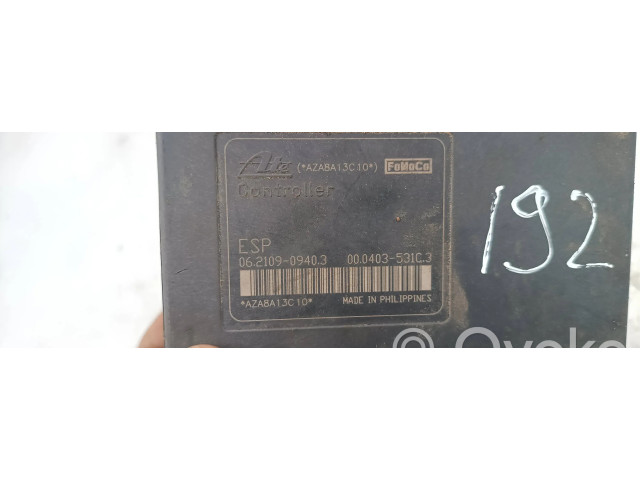 Ate (*AZABA13C10*) FoMoCo
Controller
ESP
06.2109-0940.3 00.0403-531C.3
*AZABA13C10* MADE IN PHILIPPINES
192